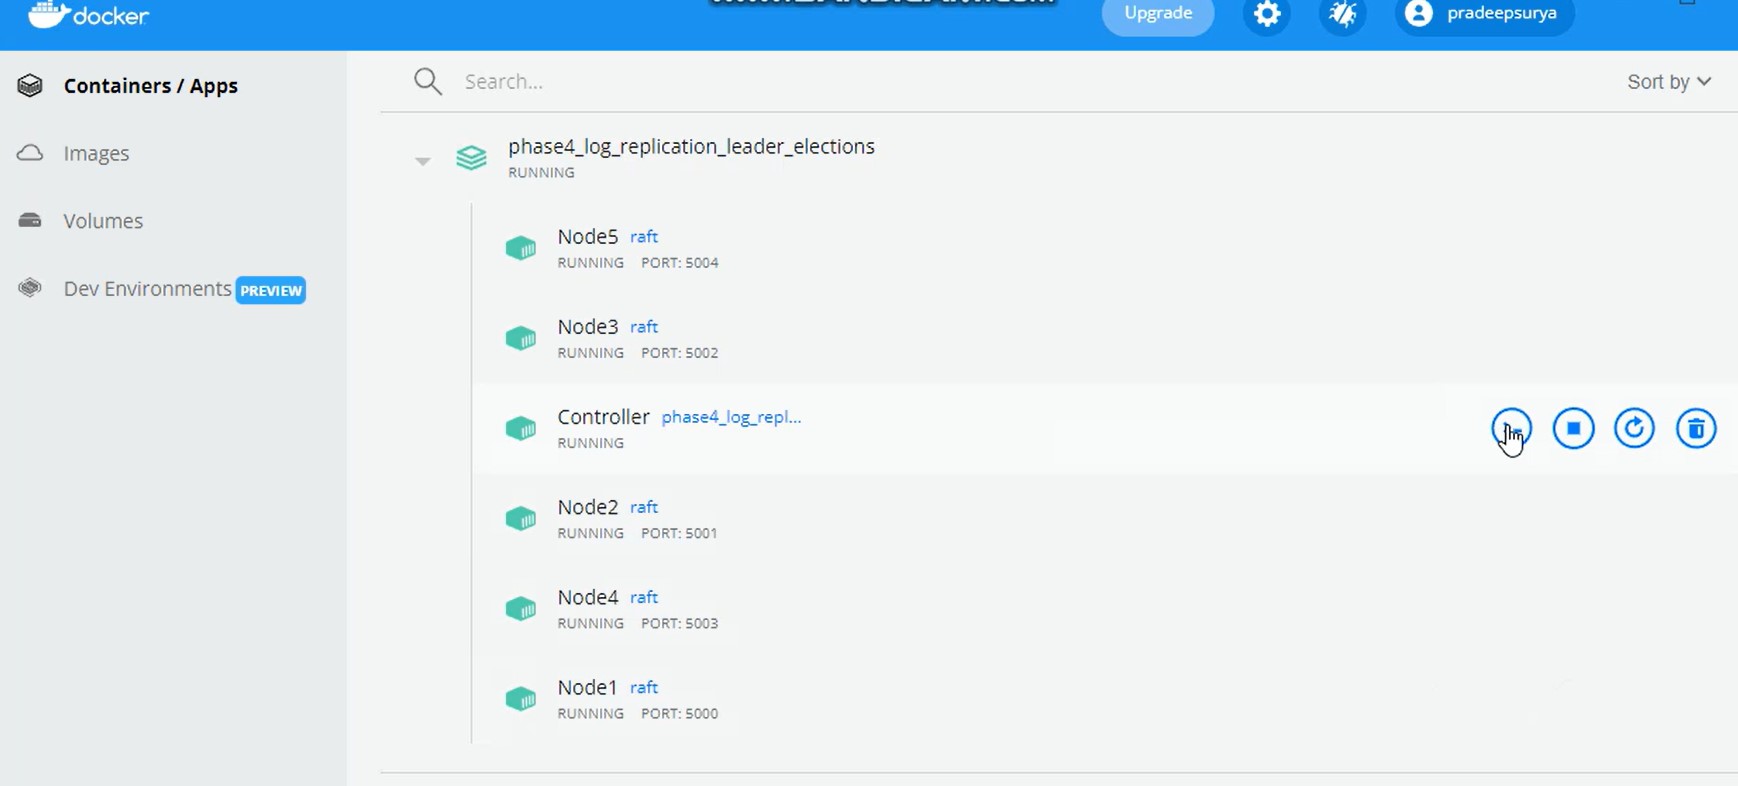 docker
Upgrade
pradeepsurya
Containers / Apps
Images
Volumes
Dev Environments PREVIEW
Search...
Sort by
phase4_log_replication_leader_elections
RUNNING
Node5 raft
RUNNING PORT: 5004
Node3 raft
RUNNING PORT: 5002
Controller phase4_log_repl...
RUNNING
Node2 raft
RUNNING PORT: 5001
Node4 raft
RUNNING PORT: 5003
Node1 raft
RUNNING PORT: 5000